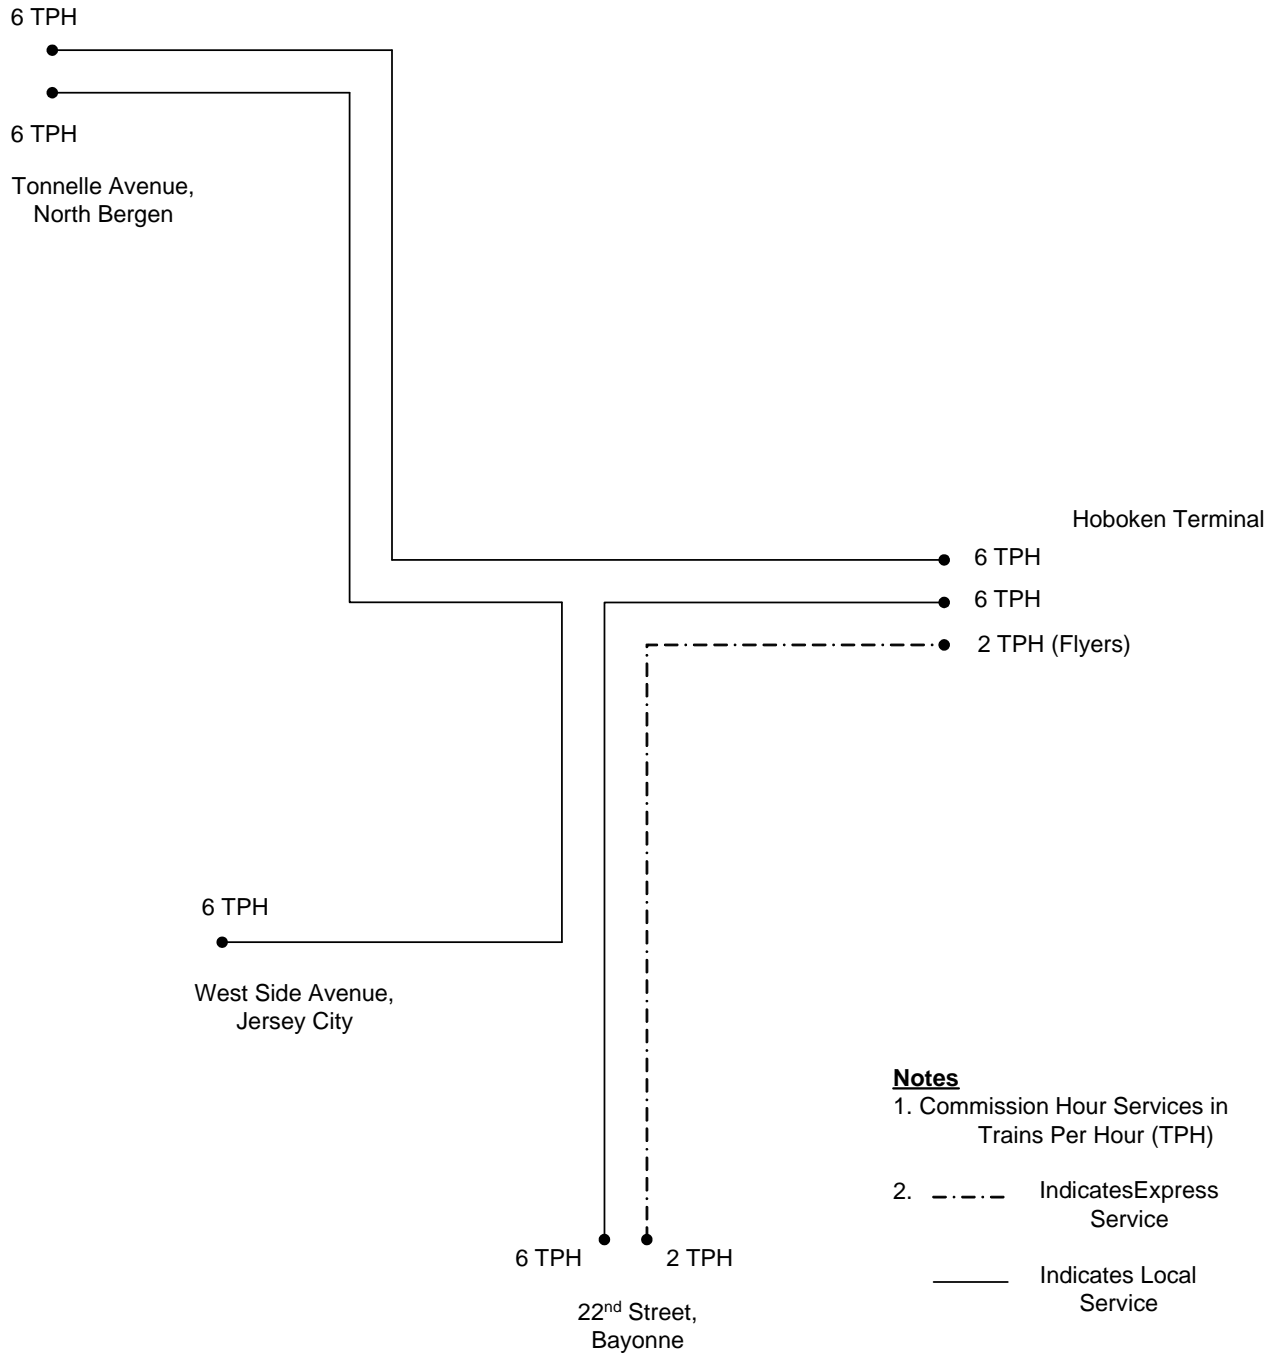 6 TPH
6 TPH
Tonnelle Avenue,
North Bergen
Hoboken Terminal
6 TPH
6 TPH
2 TPH (Flyers)
6 TPH
West Side Avenue,
Jersey City
6 TPH
2 TPH
22nd Street,
Bayonne
Notes
1. Commission Hour Services in
Trains Per Hour (TPH)
2. IndicatesExpress
Service
Indicates Local
Service